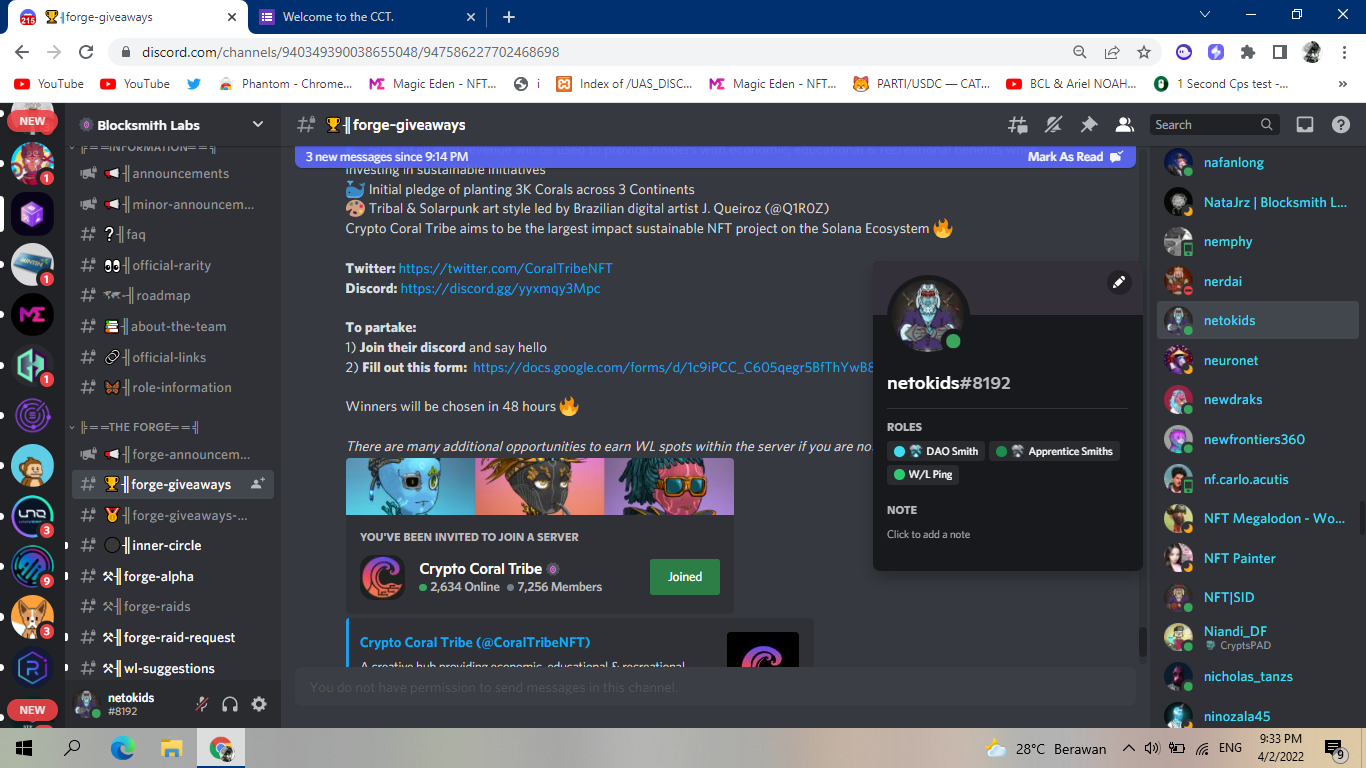 215
🏆╢forge-giveaways
Welcome to the CCT.
discord.com/channels/940349390038655048/947586227702468698
YouTube
YouTube
Phantom - Chrome...
Magic Eden - NFT...
i
Index of /UAS_DISC...
Magic Eden - NFT...
PARTI/USDC — CAT...
BCL & Ariel NOAH...
1 Second Cps test -...
»
NEW
1
1
1
3
9
3
NEW
Blocksmith Labs
╠══INFORMATION══╣
📢╢announcements
📢╢minor-announcem...
❓╢faq
👀╢official-rarity
🗺╢roadmap
📚╢about-the-team
🔗╢official-links
🦋╢role-information
╠══THE FORGE══╣
📢╢forge-announcem...
🏆╢forge-giveaways
🏅╢forge-giveaways-...
🌑╢inner-circle
⚒╢forge-alpha
⚒╢forge-raids
⚒╢forge-raid-request
⚒╢wl-suggestions
netokids
#8192
🏆╢forge-giveaways
Search
3 new messages since 9:14 PM
Mark As Read
investing in sustainable initiatives
🐳 Initial pledge of planting 3K Corals across 3 Continents
🎨 Tribal & Solarpunk art style led by Brazilian digital artist J. Queiroz (@Q1R0Z)
Crypto Coral Tribe aims to be the largest impact sustainable NFT project on the Solana Ecosystem 🔥
Twitter: https://twitter.com/CoralTribeNFT
Discord: https://discord.gg/yyxmqy3Mpc
To partake:
1) Join their discord and say hello
2) Fill out this form: https://docs.google.com/forms/d/1c9iPCC_C605qegr5BfThYwB8
Winners will be chosen in 48 hours 🔥
There are many additional opportunities to earn WL spots within the server if you are no
YOU'VE BEEN INVITED TO JOIN A SERVER
Crypto Coral Tribe
2,634 Online 7,256 Members
Joined
Crypto Coral Tribe (@CoralTribeNFT)
A creative hub providing economic, educational & recreational
You do not have permission to send messages in this channel.
netokids#8192
ROLES
DAO Smith
Apprentice Smiths
W/L Ping
NOTE
Click to add a note
nafanlong
NataJrz | Blocksmith L...
nemphy
nerdai
netokids
neuronet
newdraks
newfrontiers360
nf.carlo.acutis
NFT Megalodon - Wo...
NFT Painter
NFT|SID
Niandi_DF
CryptsPAD
nicholas_tanzs
ninozala45
28°C Berawan
ENG
9:33 PM
4/2/2022
9